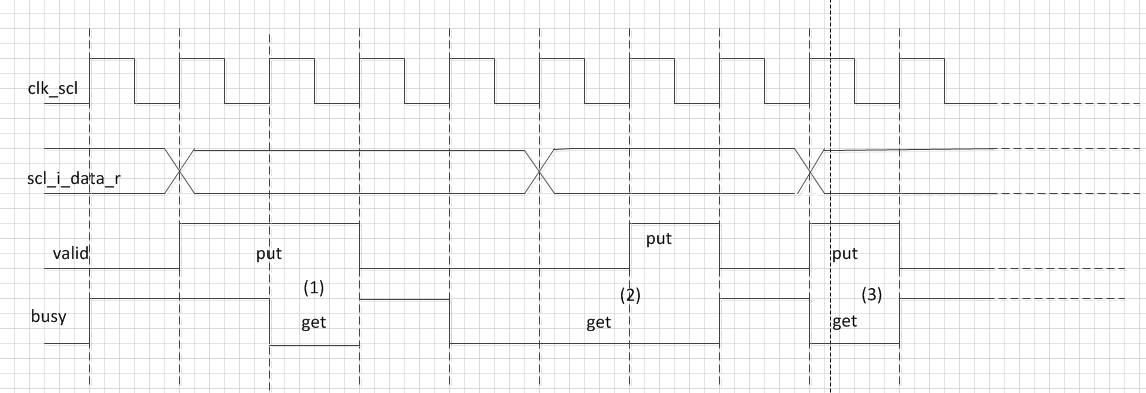 clk_scl
scl_i_data_r
valid
put
put
put
(1)
(2)
(3)
busy
get
get
get